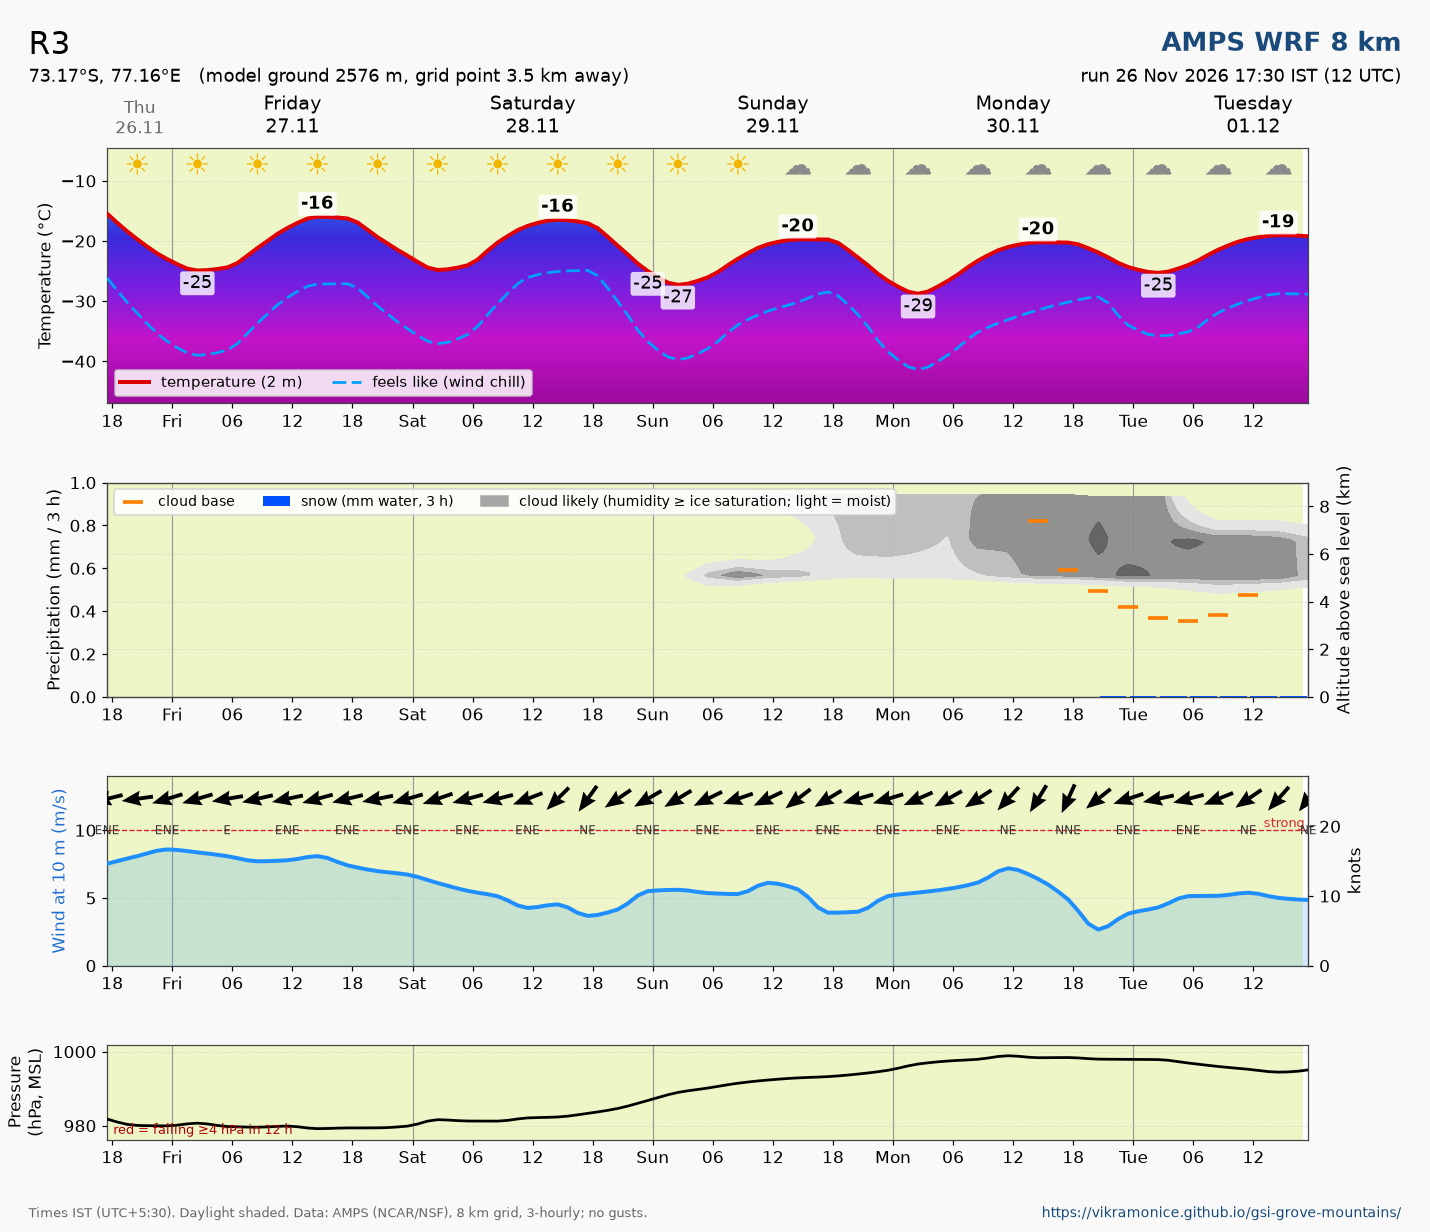 R3
AMPS WRF 8 km
73.17°S, 77.16°E (model ground 2576 m, grid point 3.5 km away)
run 26 Nov 2026 17:30 IST (12 UTC)
Thu Friday Saturday Sunday Monday Tuesday
26.11 27.11 28.11 29.11 30.11 01.12
Temperature (°C)
−10
−20
−30
−40
-16 -16 -20 -20 -19
-25 -25 -27 -29 -25
temperature (2 m) feels like (wind chill)
18 Fri 06 12 18 Sat 06 12 18 Sun 06 12 18 Mon 06 12 18 Tue 06 12
Precipitation (mm / 3 h)
1.0
0.8
0.6
0.4
0.2
0.0
cloud base snow (mm water, 3 h) cloud likely (humidity ≥ ice saturation; light = moist)
8
6
4
2
0
Altitude above sea level (km)
18 Fri 06 12 18 Sat 06 12 18 Sun 06 12 18 Mon 06 12 18 Tue 06 12
Wind at 10 m (m/s)
10
5
0
strong
ENE ENE E ENE ENE ENE ENE ENE NE ENE ENE ENE ENE ENE ENE NE NNE ENE ENE NE NE
20
10
0
knots
18 Fri 06 12 18 Sat 06 12 18 Sun 06 12 18 Mon 06 12 18 Tue 06 12
Pressure
(hPa, MSL)
1000
980
red = falling ≥4 hPa in 12 h
18 Fri 06 12 18 Sat 06 12 18 Sun 06 12 18 Mon 06 12 18 Tue 06 12
Times IST (UTC+5:30). Daylight shaded. Data: AMPS (NCAR/NSF), 8 km grid, 3-hourly; no gusts.
https://vikramonice.github.io/gsi-grove-mountains/